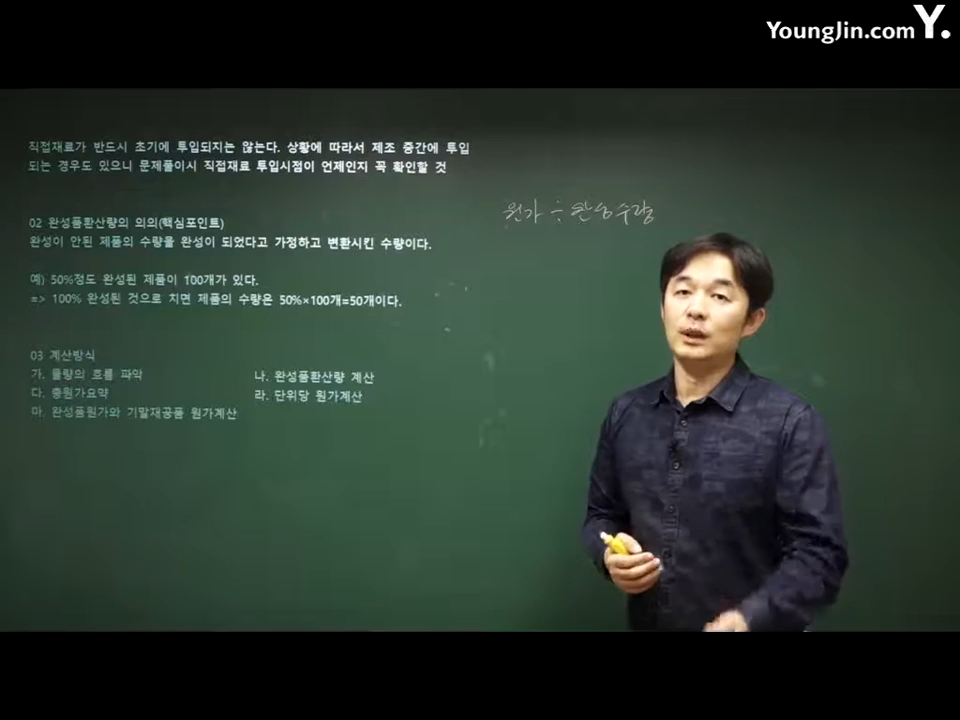 YoungJin.com Y.
직접재료가 반드시 초기에 투입되지는 않는다. 상황에 따라서 제조 중간에 투입
되는 경우도 있으니 문제풀이시 직접재료 투입시점이 언제인지 꼭 확인할 것
원가 ÷ 완성수량
02 완성품환산량의 의의(핵심포인트)
완성이 안된 제품의 수량을 완성이 되었다고 가정하고 변환시킨 수량이다.
예) 50%정도 완성된 제품이 100개가 있다.
=> 100% 완성된 것으로 치면 제품의 수량은 50%×100개=50개이다.
03 계산방식
가. 물량의 흐름 파악
나. 완성품환산량 계산
다. 총원가요약
라. 단위당 원가계산
마. 완성품원가와 기말재공품 원가계산